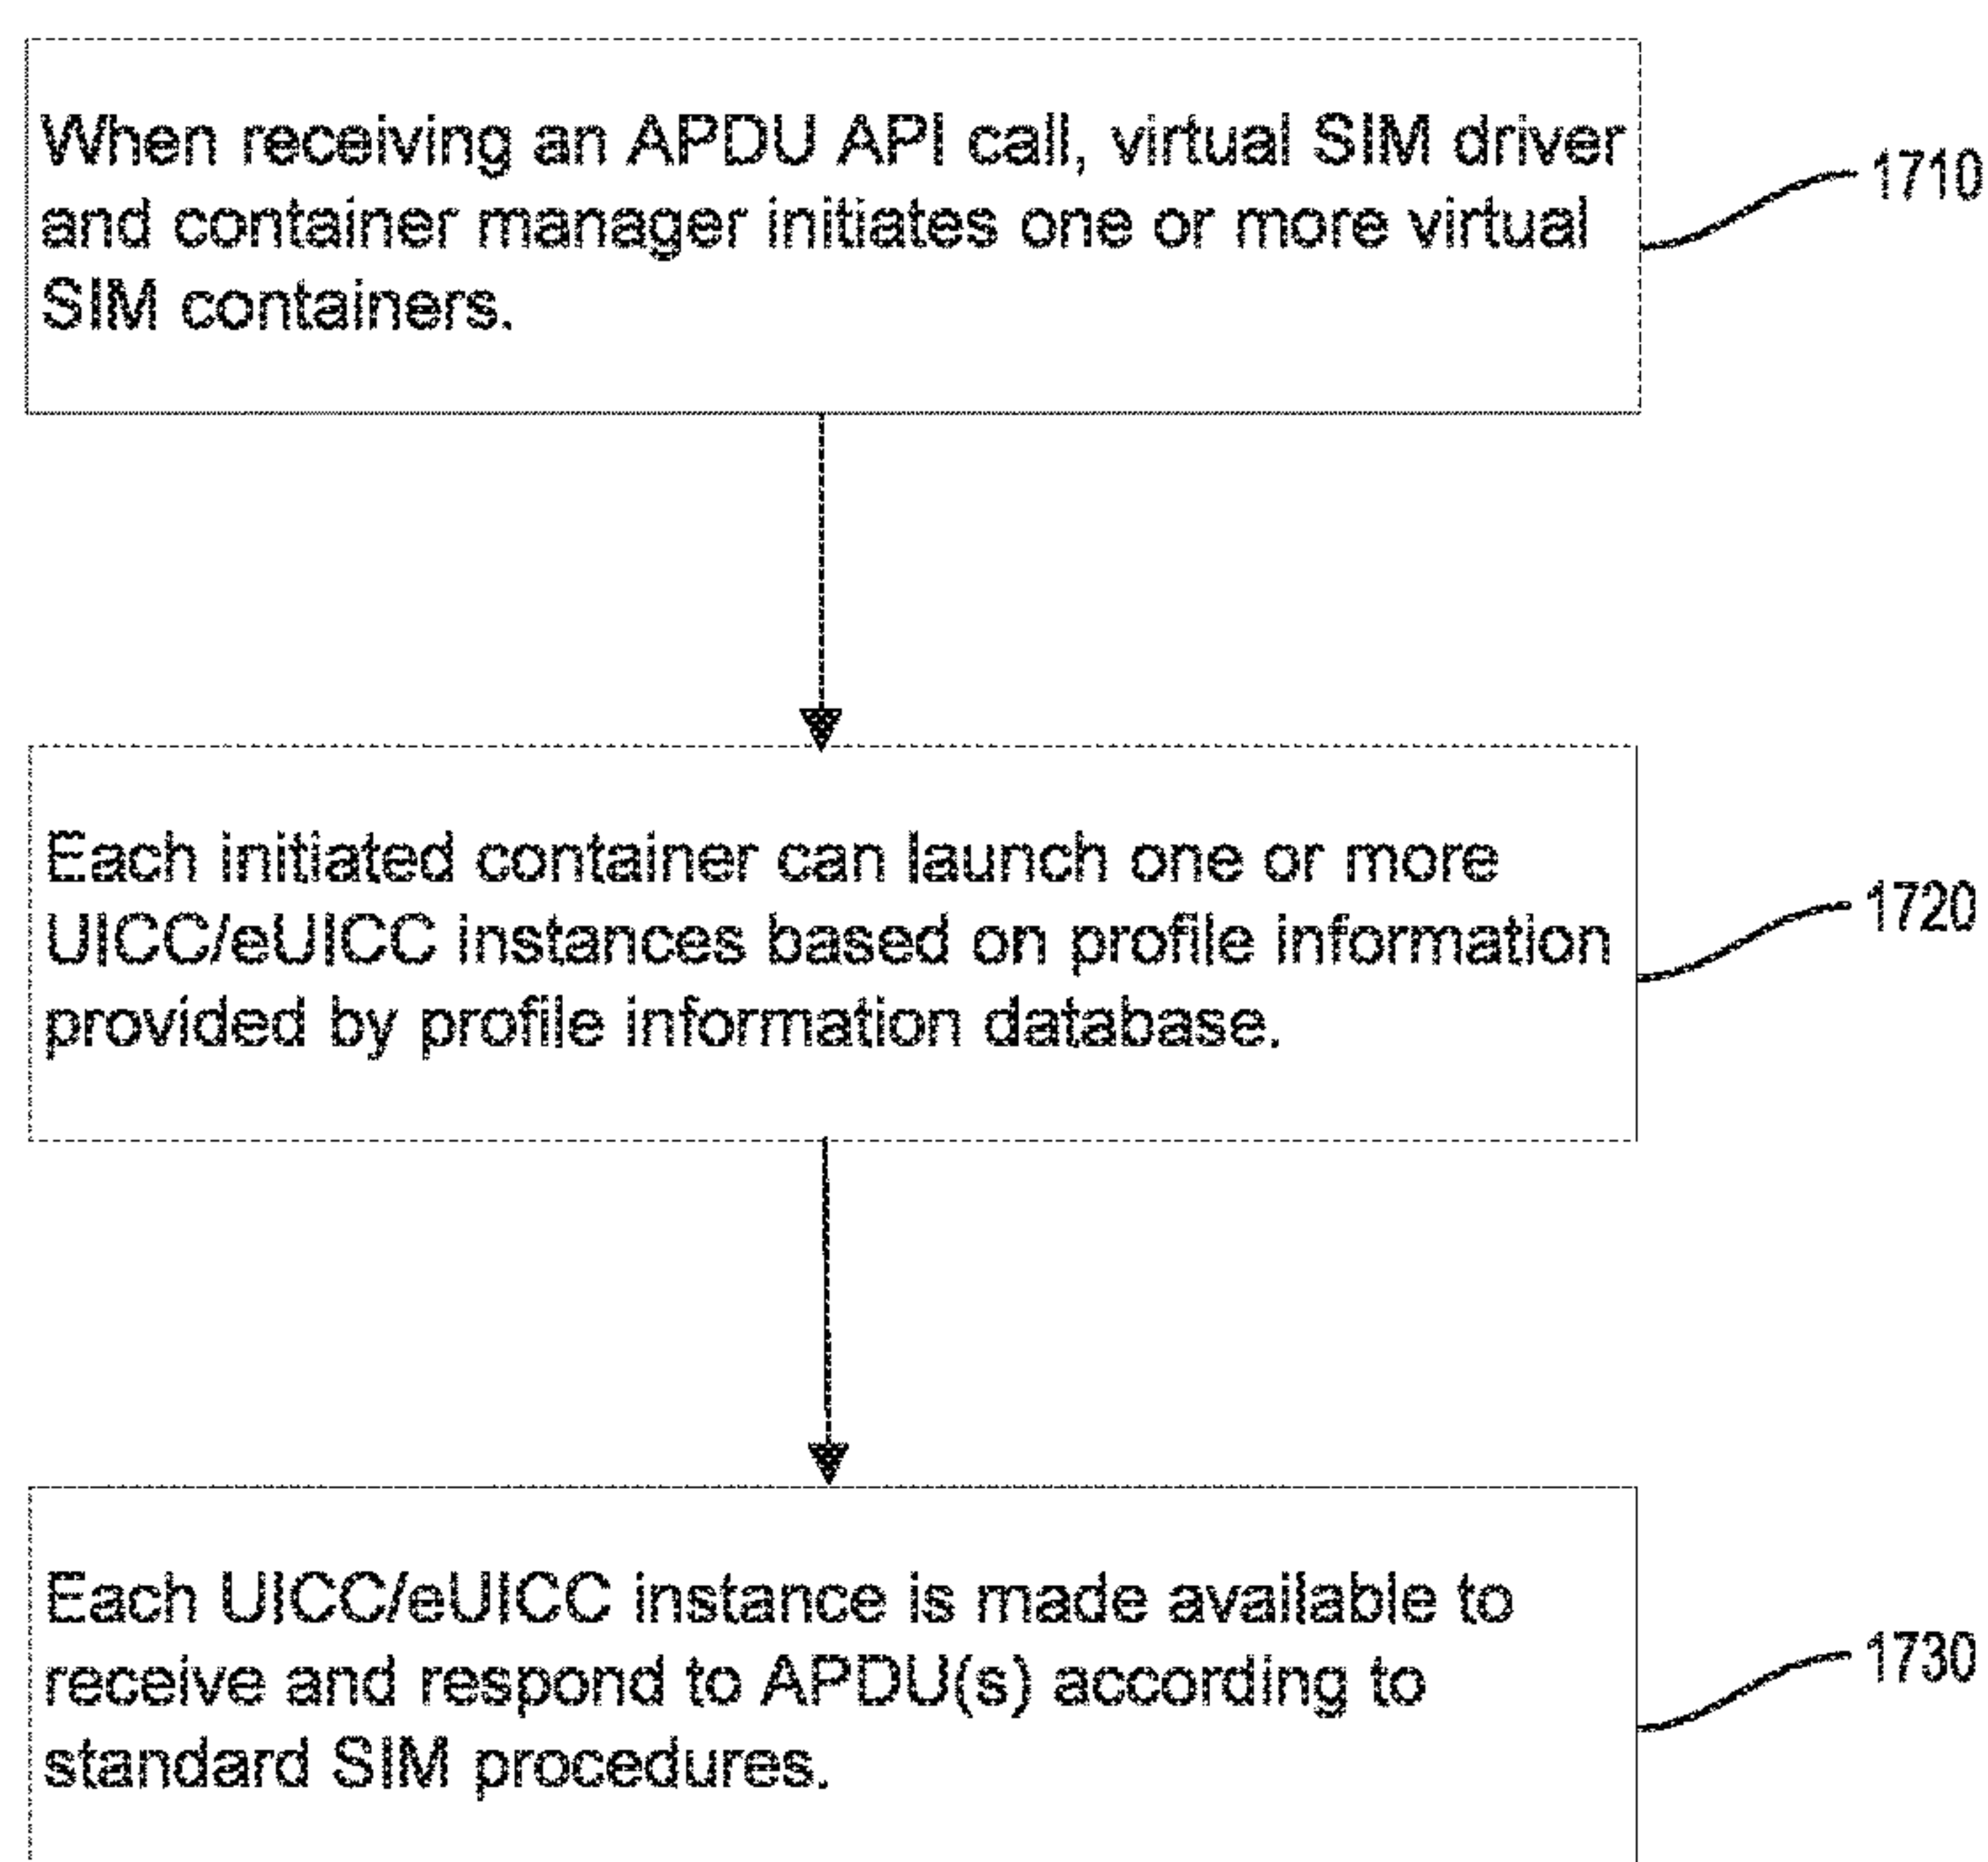 When receiving an APDU API call, virtual SIM driver
and container manager initiates one or more virtual
SIM containers.
1710
Each initiated container can launch one or more
UICC/eUICC instances based on profile information
provided by profile information database.
1720
Each UICC/eUICC instance is made available to
receive and respond to APDU(s) according to
standard SIM procedures.
1730